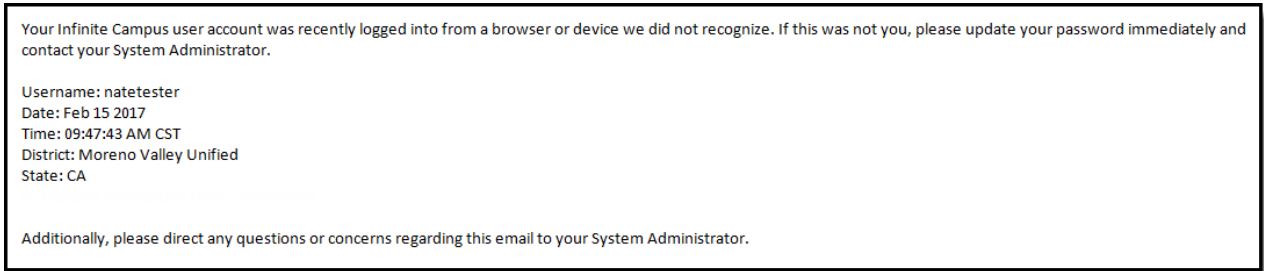 Your Infinite Campus user account was recently logged into from a browser or device we did not recognize. If this was not you, please update your password immediately and
contact your System Administrator.
Username: natetester
Date: Feb 15 2017
Time: 09:47:43 AM CST
District: Moreno Valley Unified
State: CA
Additionally, please direct any questions or concerns regarding this email to your System Administrator.